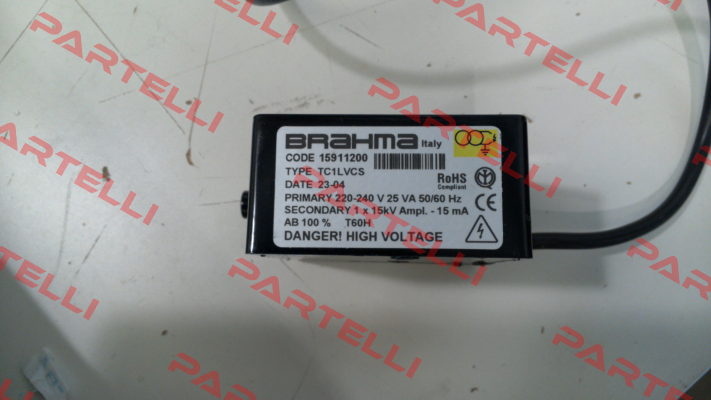 BRAHMA Italy
CODE 15911200
TYPE TC1LVCS
DATE 23-04
RoHS
Compliant
PRIMARY 220-240 V 25 VA 50/60 Hz
SECONDARY 1 x 15kV Ampl. - 15 mA
CE
AB 100 % T60H
DANGER! HIGH VOLTAGE
PARTELLI
PARTELLI
PARTELLI
PARTELLI
PARTELLI
PARTELLI
PARTELLI
PARTELLI